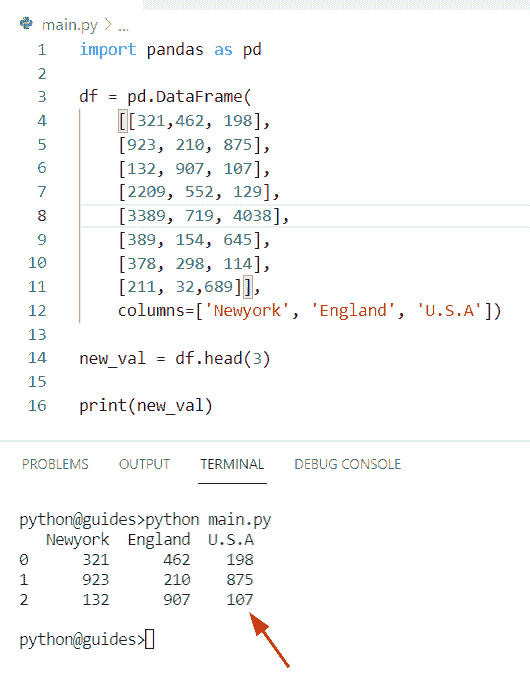 main.py > ...
1 import pandas as pd
2
3 df = pd.DataFrame(
4 [[321,462, 198],
5 [923, 210, 875],
6 [132, 907, 107],
7 [2209, 552, 129],
8 [3389, 719, 4038],
9 [389, 154, 645],
10 [378, 298, 114],
11 [211, 32,689]],
12 columns=['Newyork', 'England', 'U.S.A'])
13
14 new_val = df.head(3)
15
16 print(new_val)
PROBLEMS OUTPUT TERMINAL DEBUG CONSOLE
python@guides>python main.py
Newyork England U.S.A
0 321 462 198
1 923 210 875
2 132 907 107
python@guides>